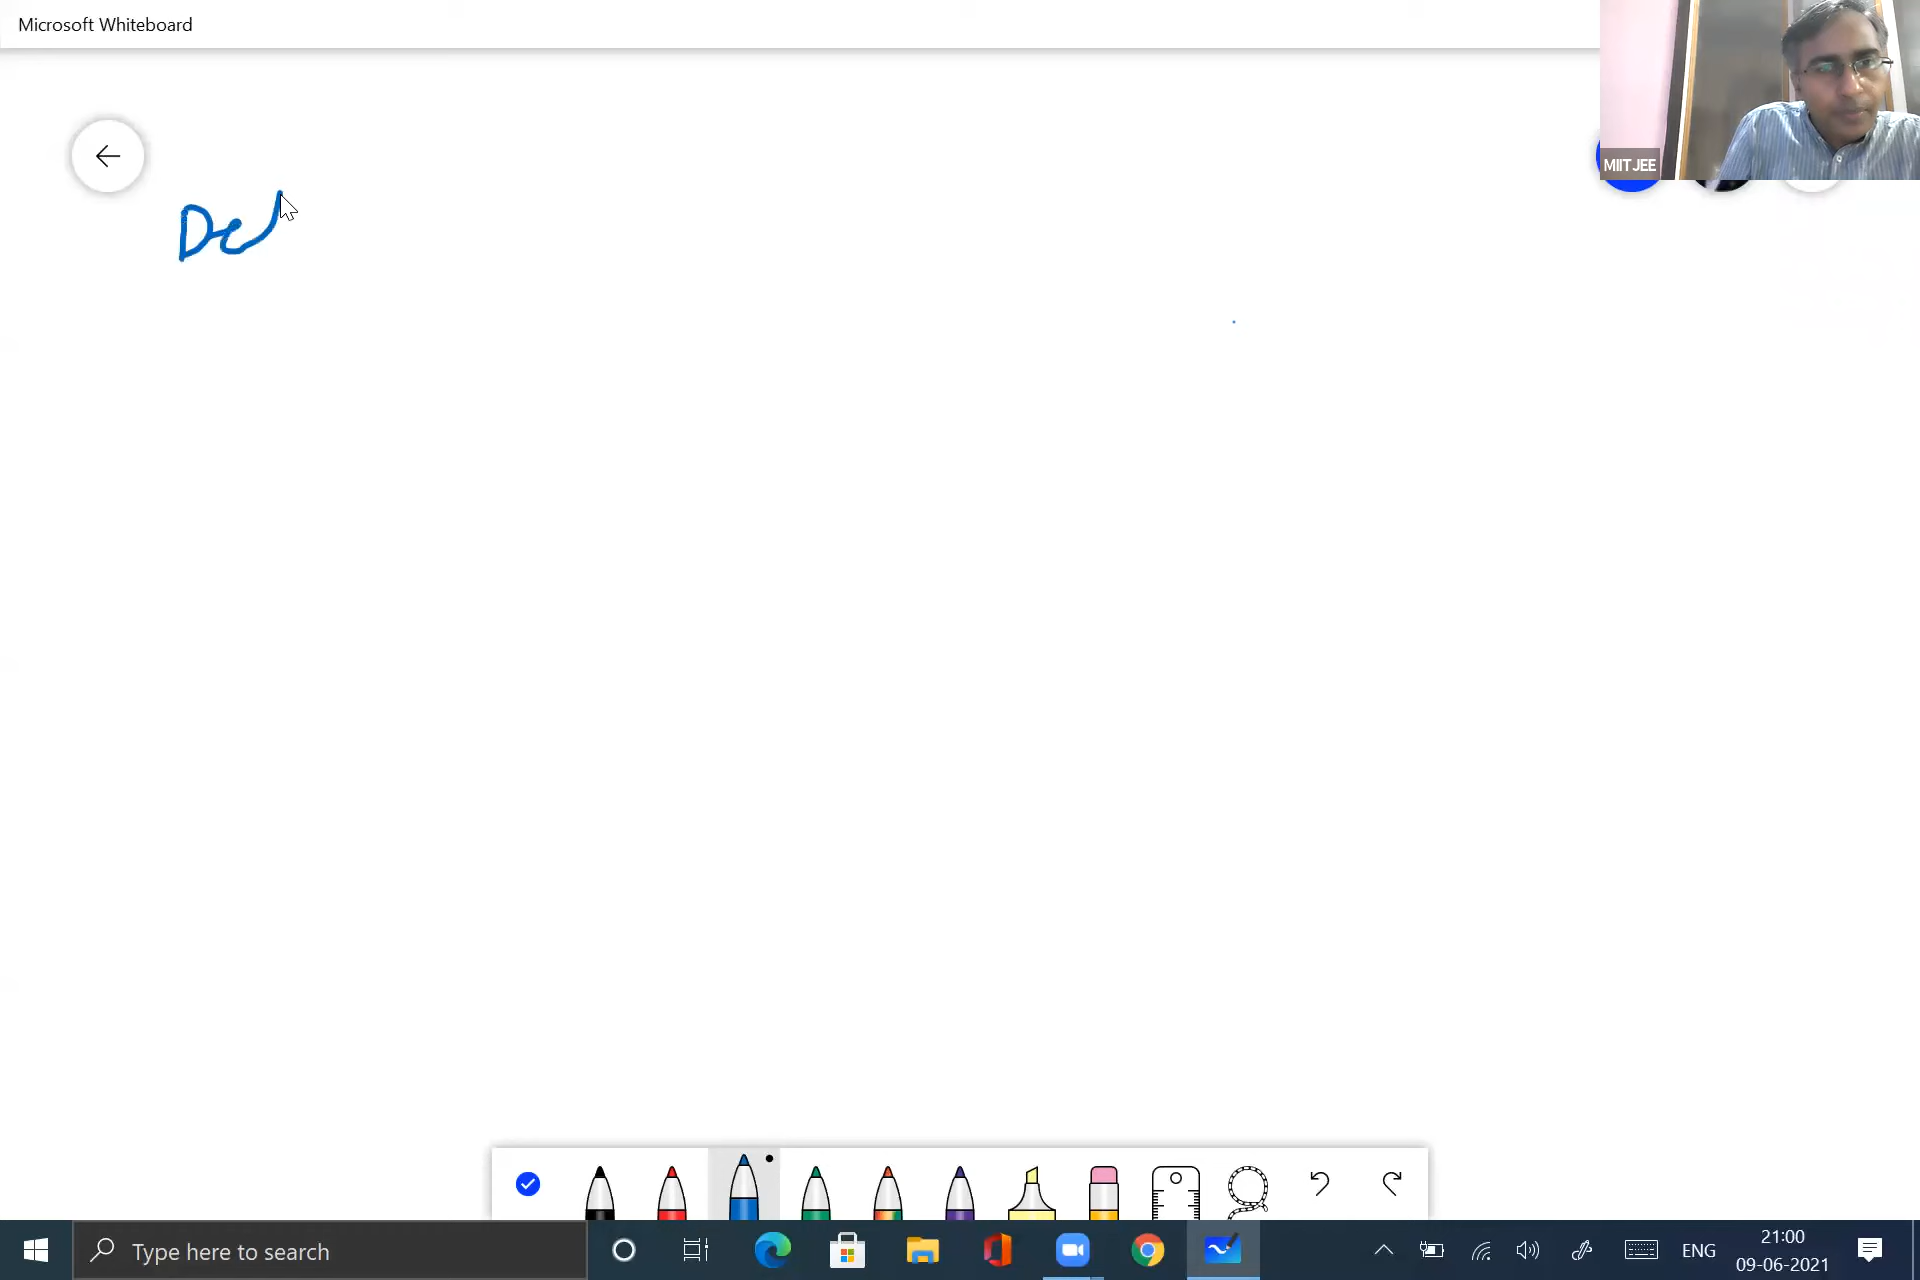 Microsoft Whiteboard
MIIT JEE
De
Type here to search
ENG
21:00
09-06-2021